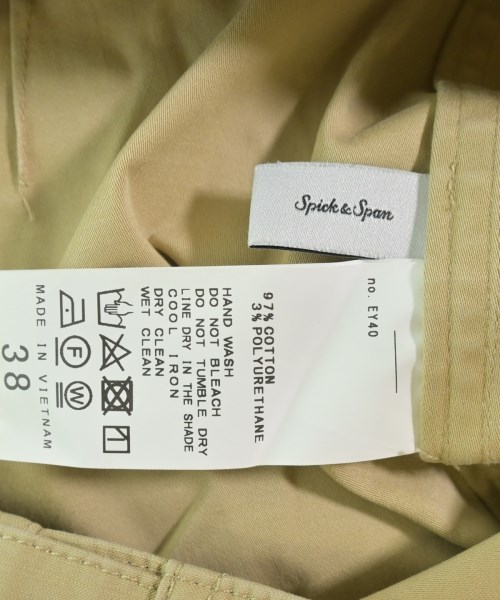 Spick & Span
no. EY40
97% COTTON
3% POLYURETHANE
HAND WASH
DO NOT BLEACH
DO NOT TUMBLE DRY
LINE DRY IN THE SHADE
COOL IRON
DRY CLEAN
WET CLEAN
F
W
MADE IN VIETNAM
38